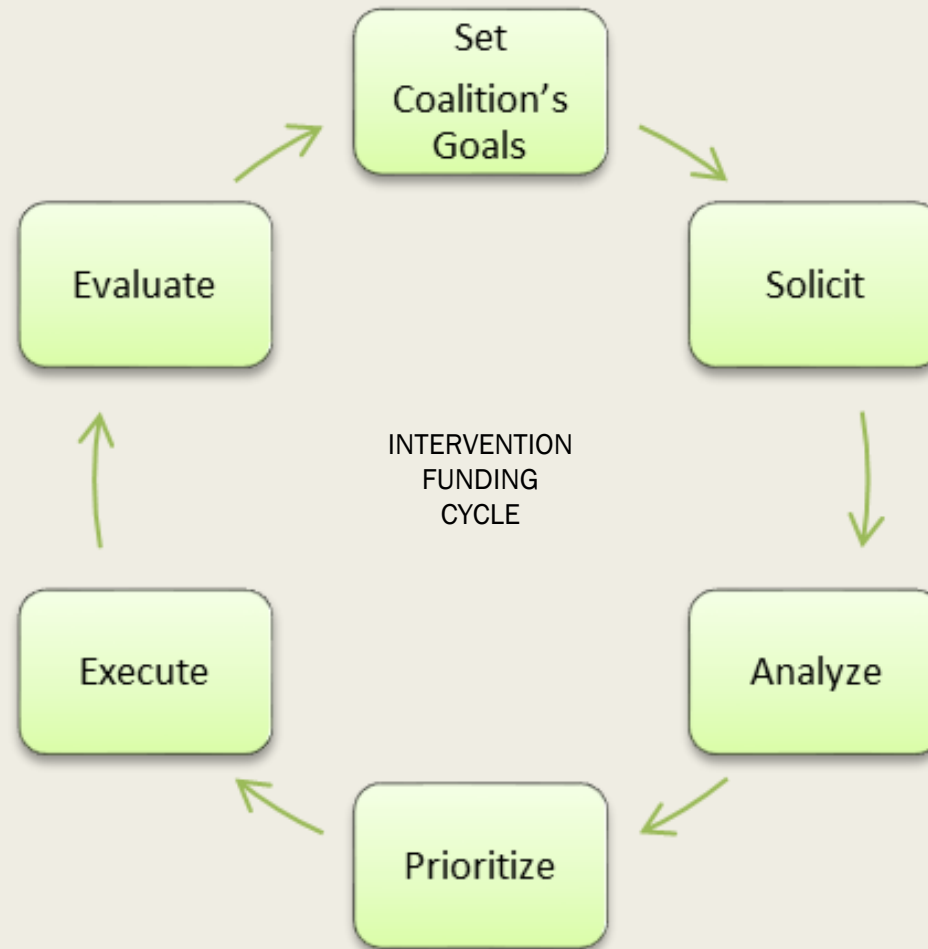 Set
Coalition’s
Goals
Evaluate
Solicit
INTERVENTION
FUNDING
CYCLE
Execute
Analyze
Prioritize